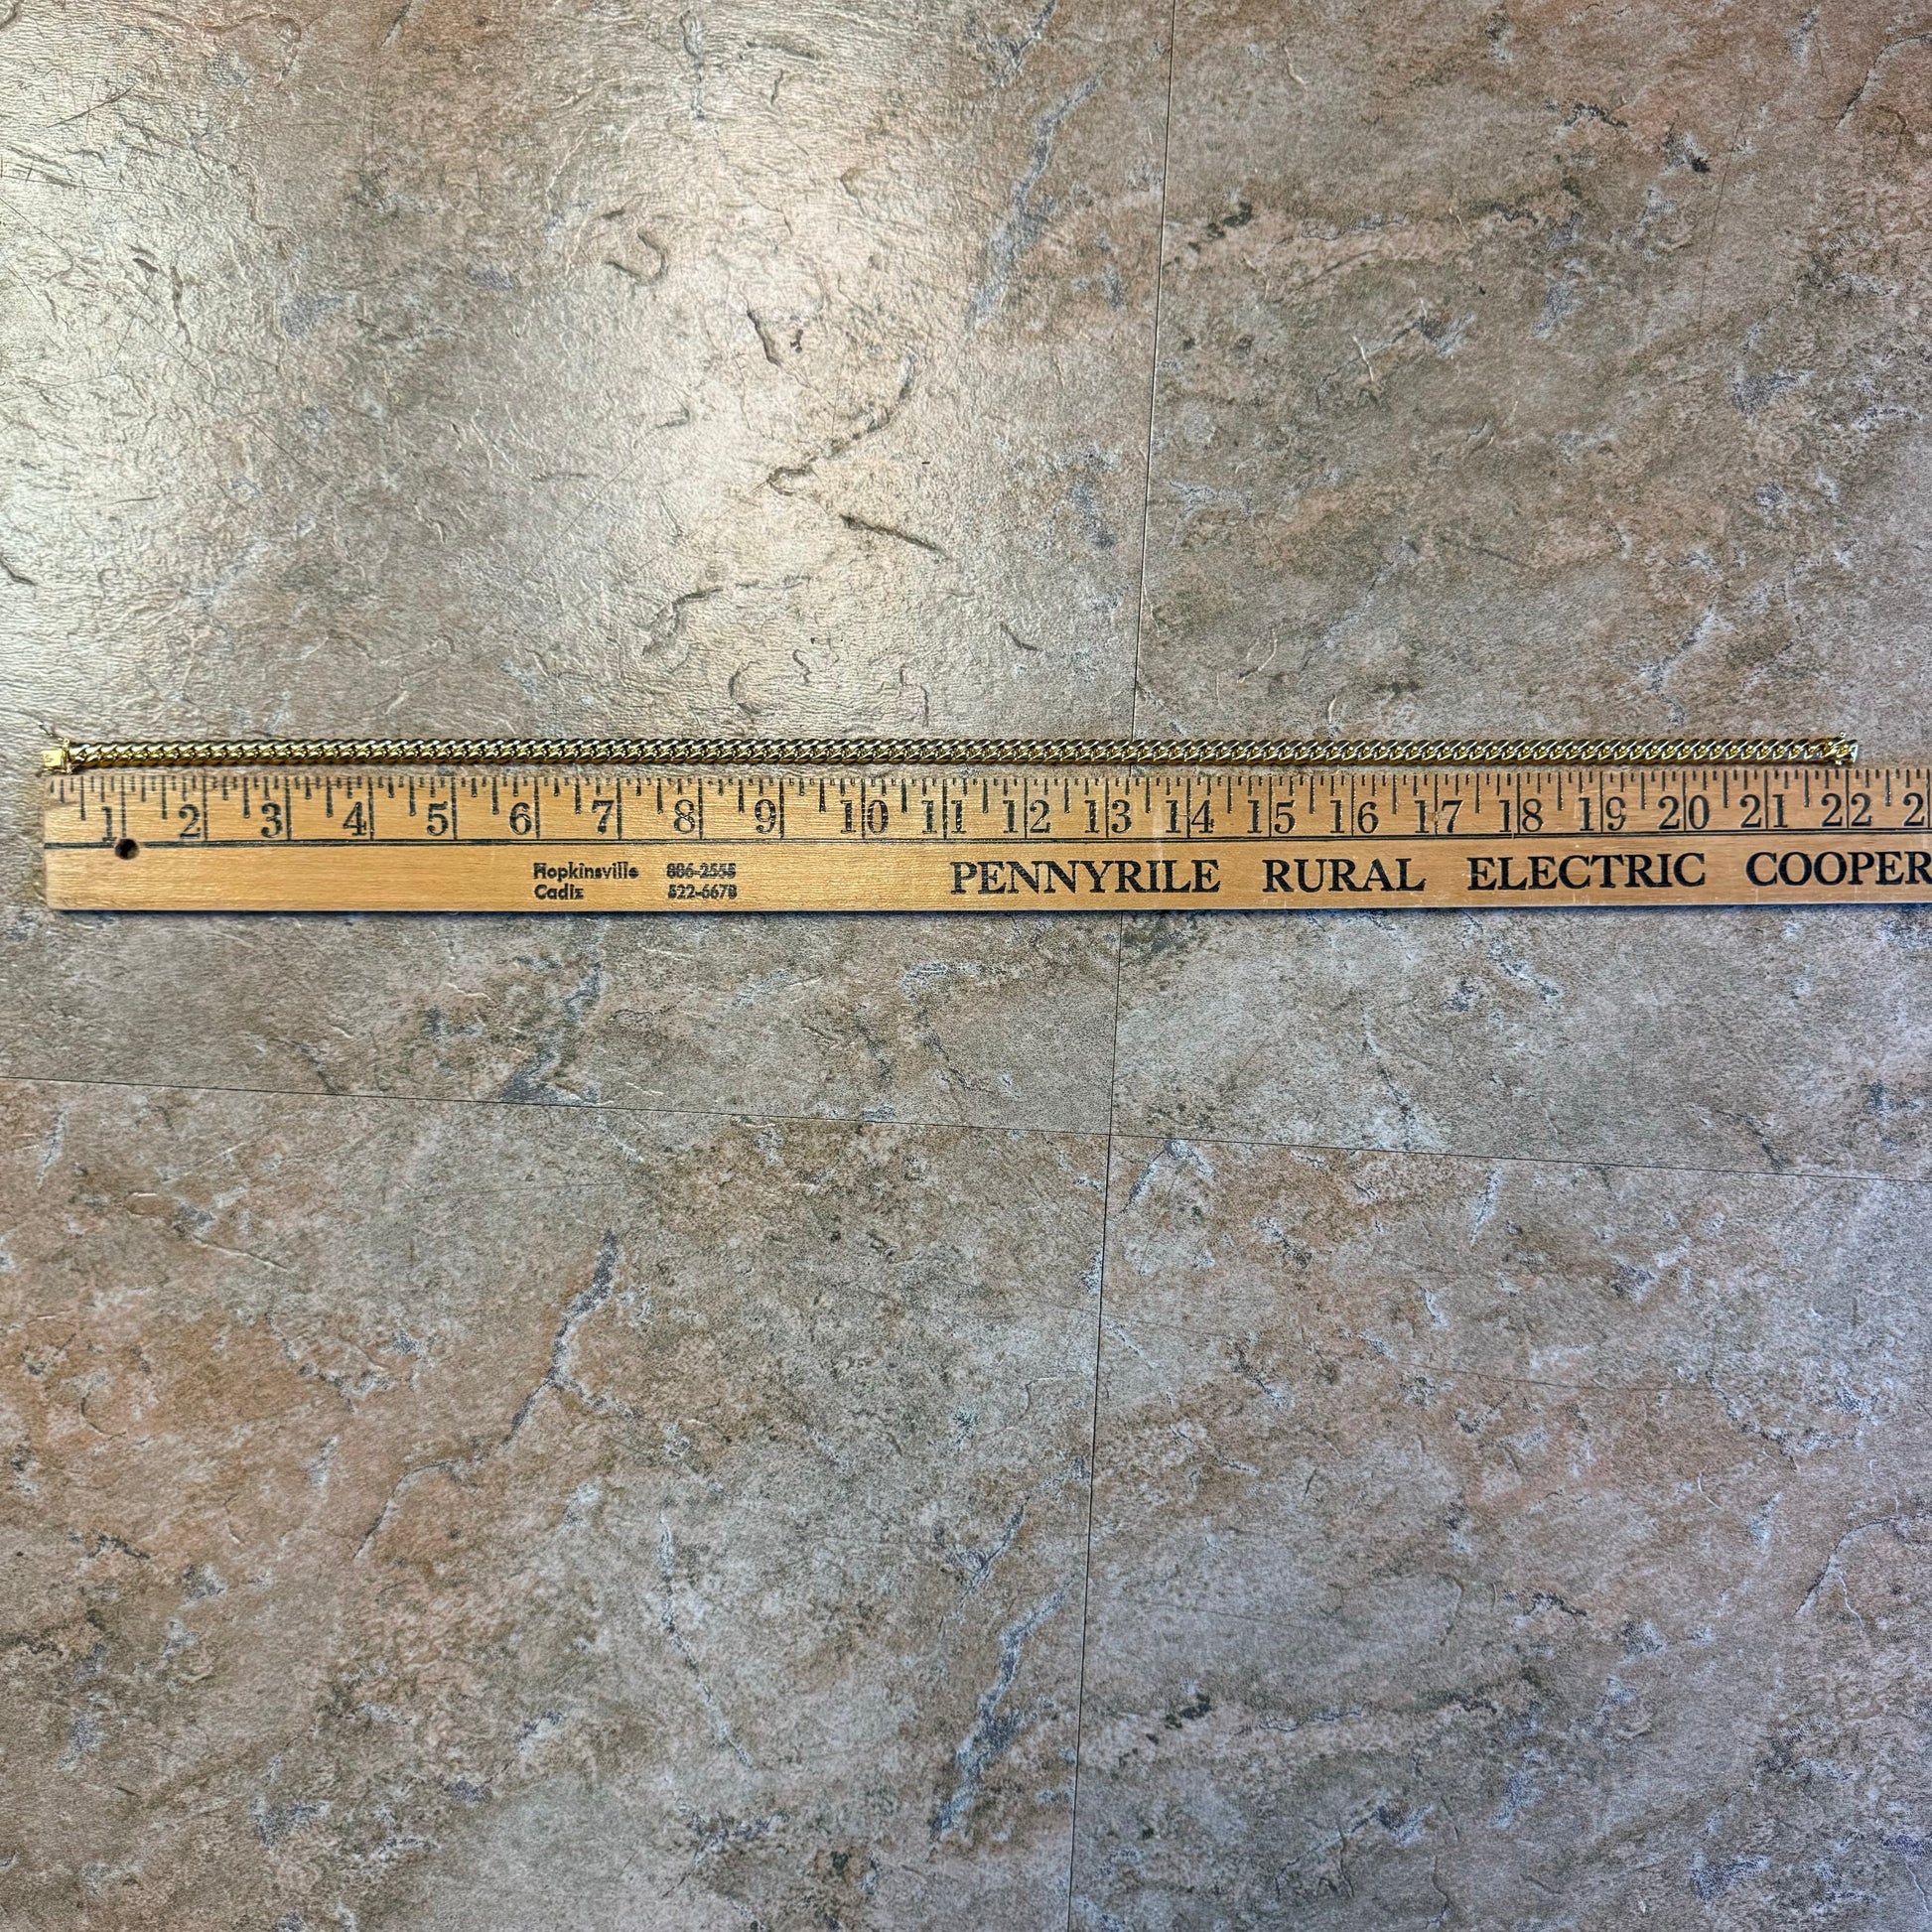 1 2 3 4 5 6 7 8 9 10 11 12 13 14 15 16 17 18 19 20 21 22 2
Hopkinsville 886-2555 PENNYRILE RURAL ELECTRIC COOPER
Cadiz 522-6678